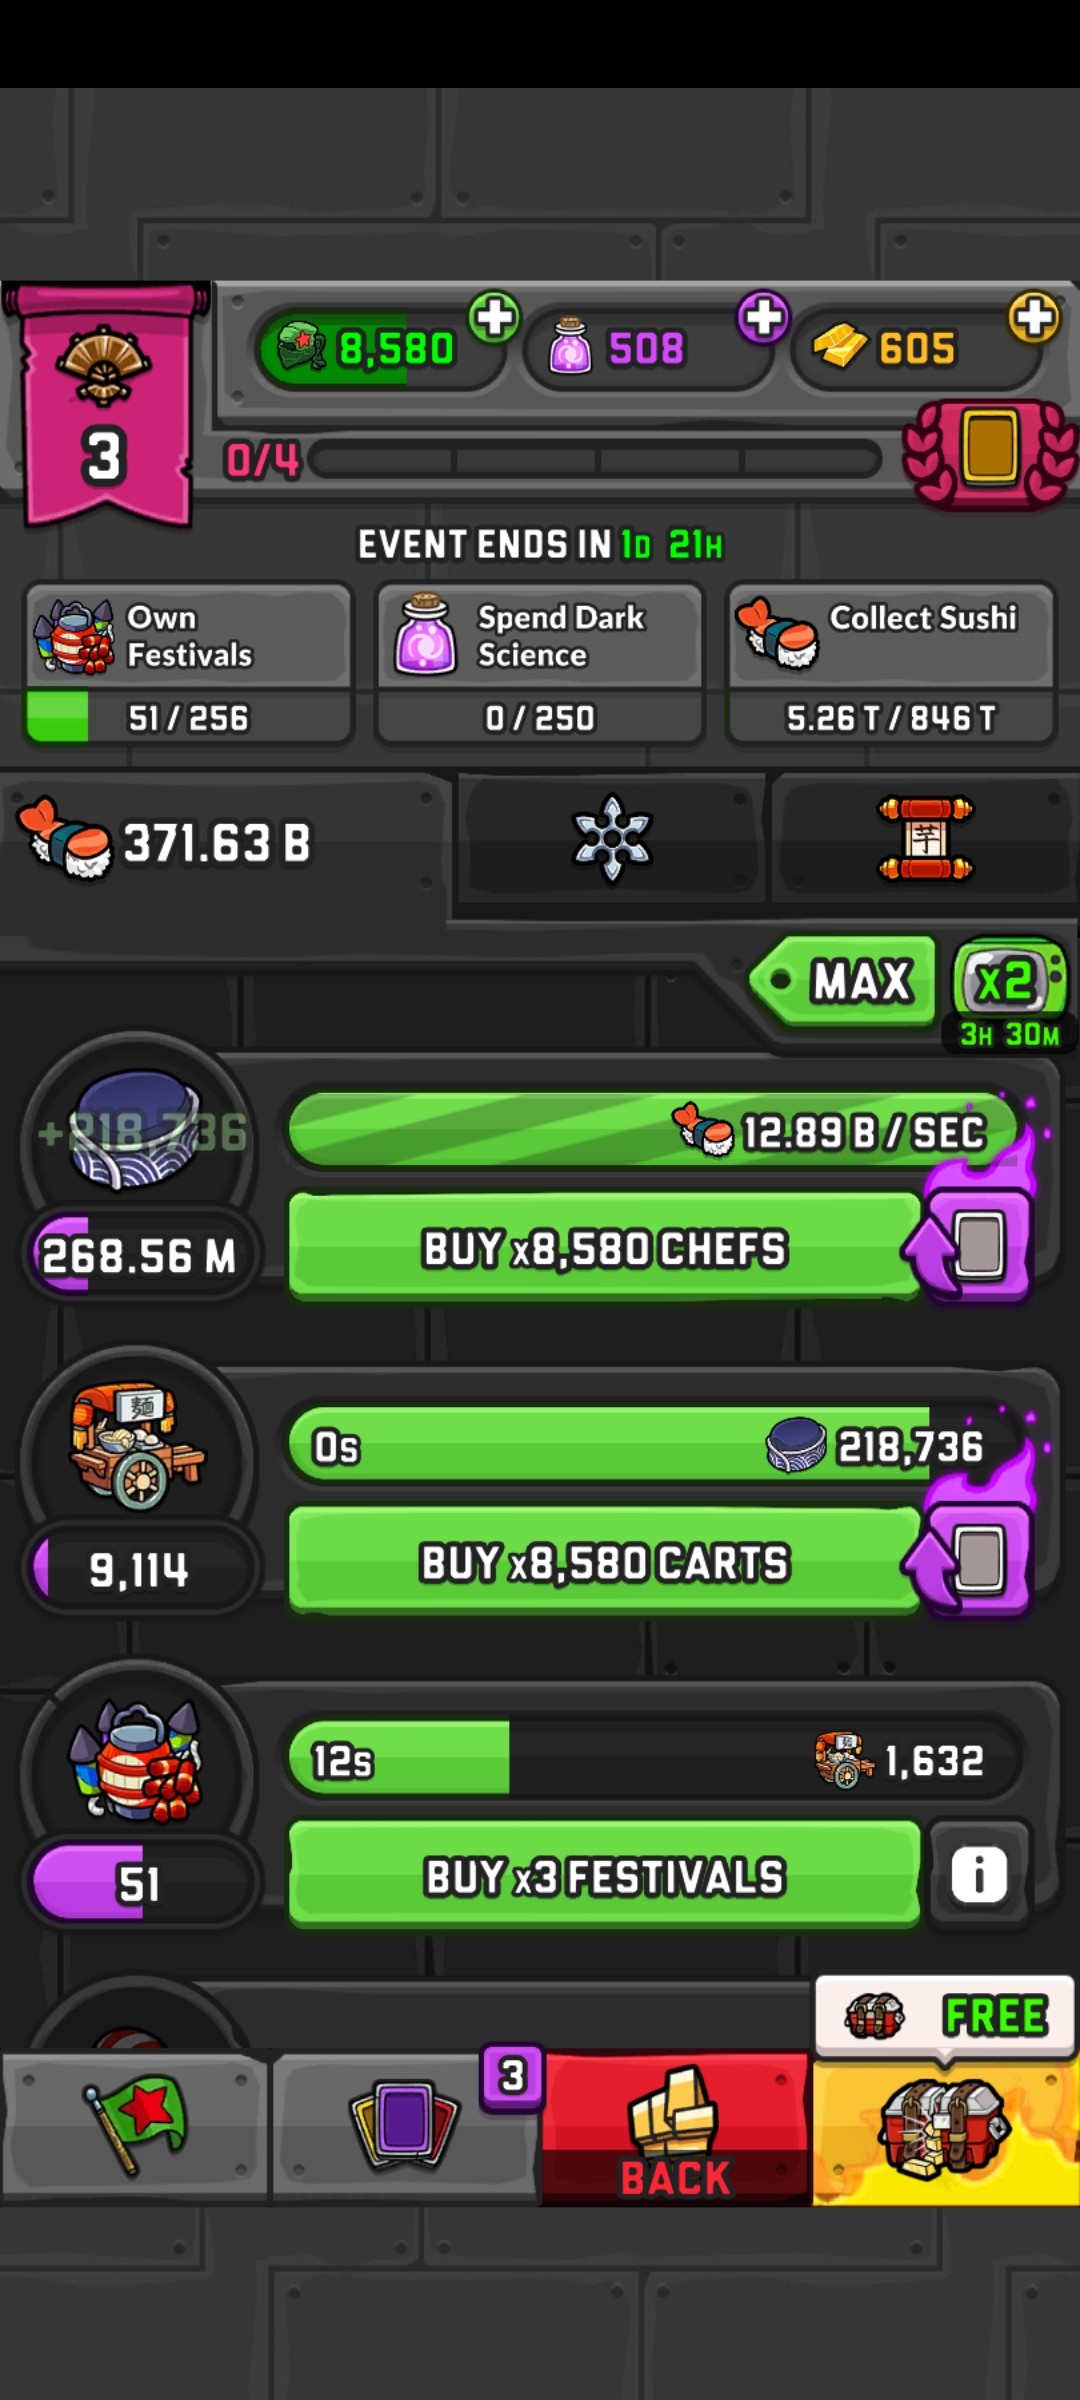 8,580
508
605
3
0/4
EVENT ENDS IN 1D 21H
Own
Festivals
51 / 256
Spend Dark
Science
0 / 250
Collect Sushi
5.26 T / 846 T
371.63 B
芋
MAX
x2
3H 30M
+218,736
12.89 B / SEC
268.56 M
BUY x8,580 CHEFS
麺
0s
218,736
9,114
BUY x8,580 CARTS
12s
1,632
51
BUY x3 FESTIVALS
i
FREE
3
BACK